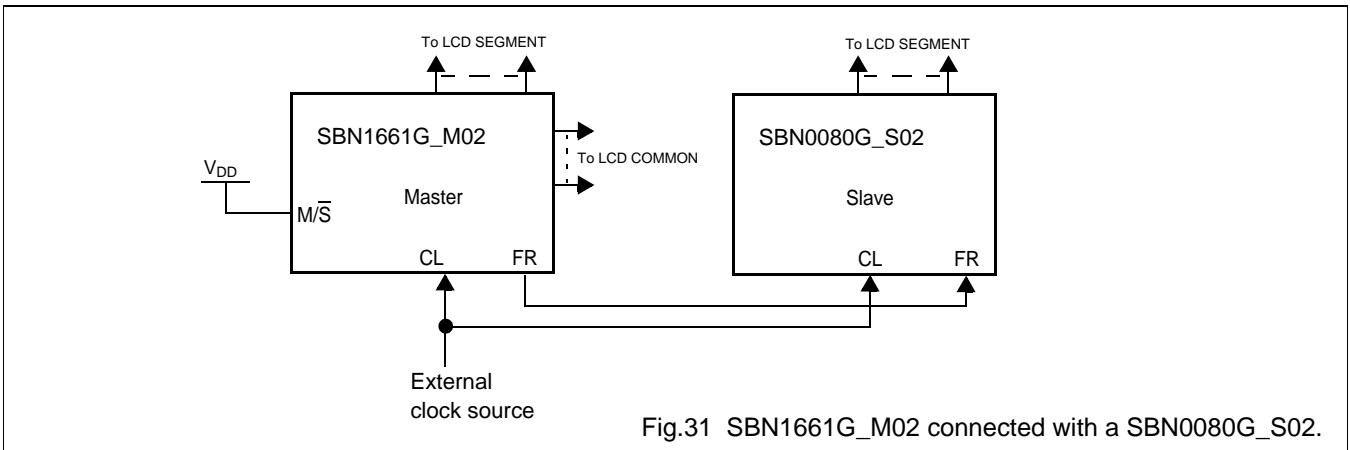 To LCD SEGMENT
To LCD SEGMENT
SBN1661G_M02
SBN0080G_S02
To LCD COMMON
VDD
Master
Slave
M/S̅
CL
FR
CL
FR
External
clock source
Fig.31 SBN1661G_M02 connected with a SBN0080G_S02.